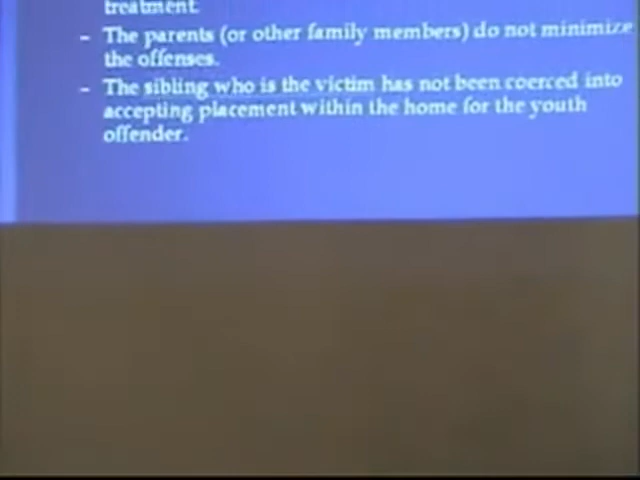 treatment.
– The parents (or other family members) do not minimize
the offenses.
– The sibling who is the victim has not been coerced into
accepting placement within the home for the youth
offender.